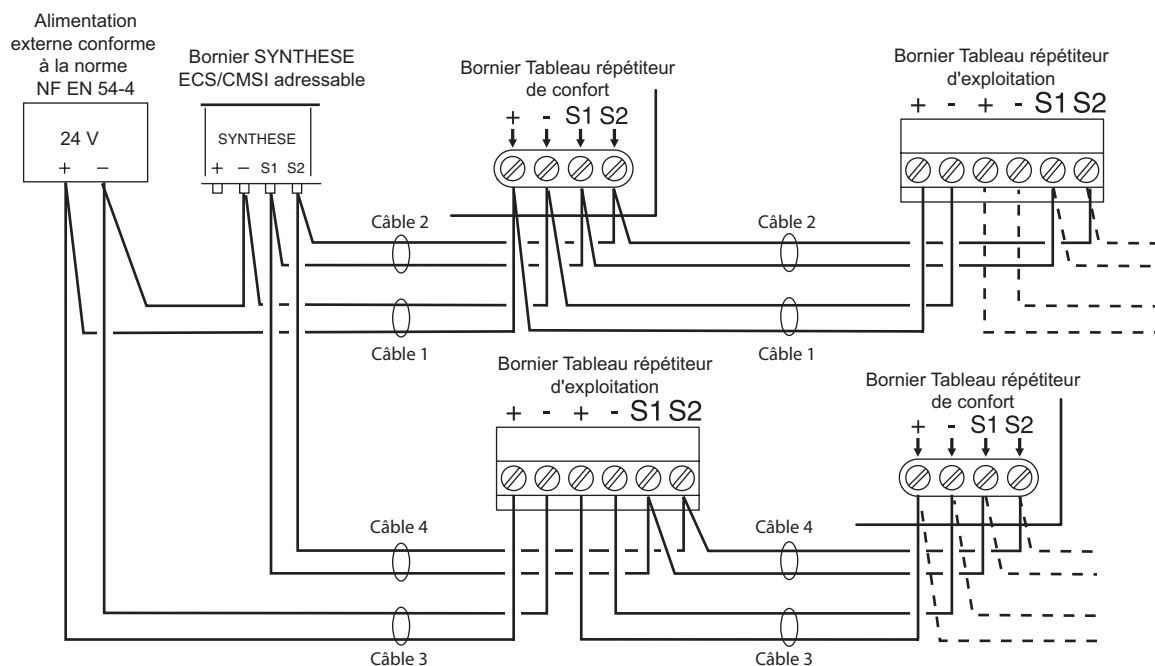 Alimentation
externe conforme
à la norme
NF EN 54-4
24 V
+ –
Bornier SYNTHESE
ECS/CMSI adressable
SYNTHESE
+ – S1 S2
Bornier Tableau répétiteur
de confort
+ - S1 S2
Bornier Tableau répétiteur
d'exploitation
+ - + - S1 S2
Câble 2
Câble 2
Câble 1
Câble 1
Bornier Tableau répétiteur
d'exploitation
+ - + - S1 S2
Bornier Tableau répétiteur
de confort
+ - S1 S2
Câble 4
Câble 4
Câble 3
Câble 3